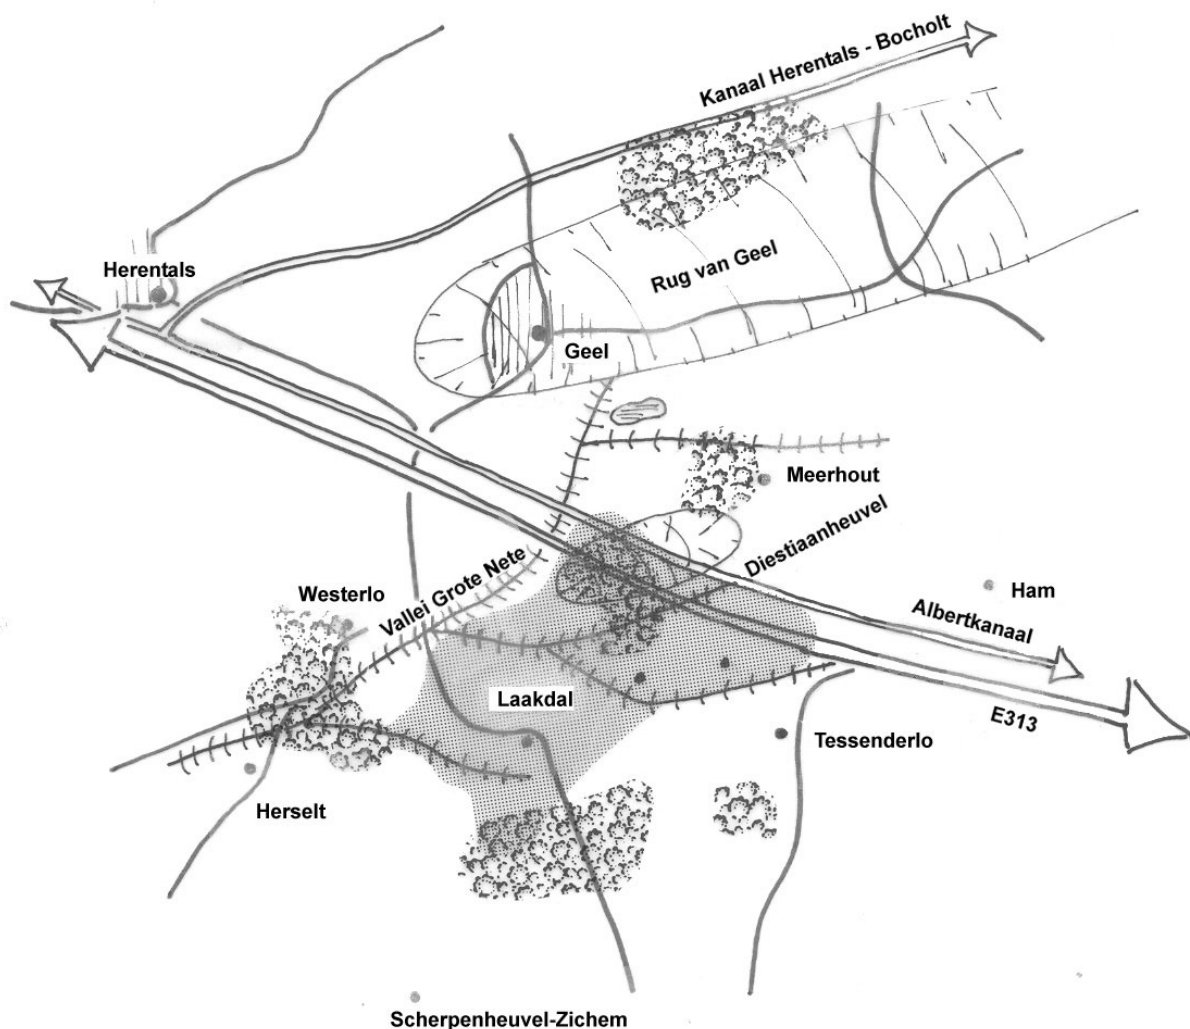 Kanaal Herentals - Bocholt
Herentals
Rug van Geel
Geel
Meerhout
Diestiaanheuvel
Vallei Grote Nete
Westerlo
Ham
Albertkanaal
Laakdal
E313
Tessenderlo
Herselt
Scherpenheuvel-Zichem